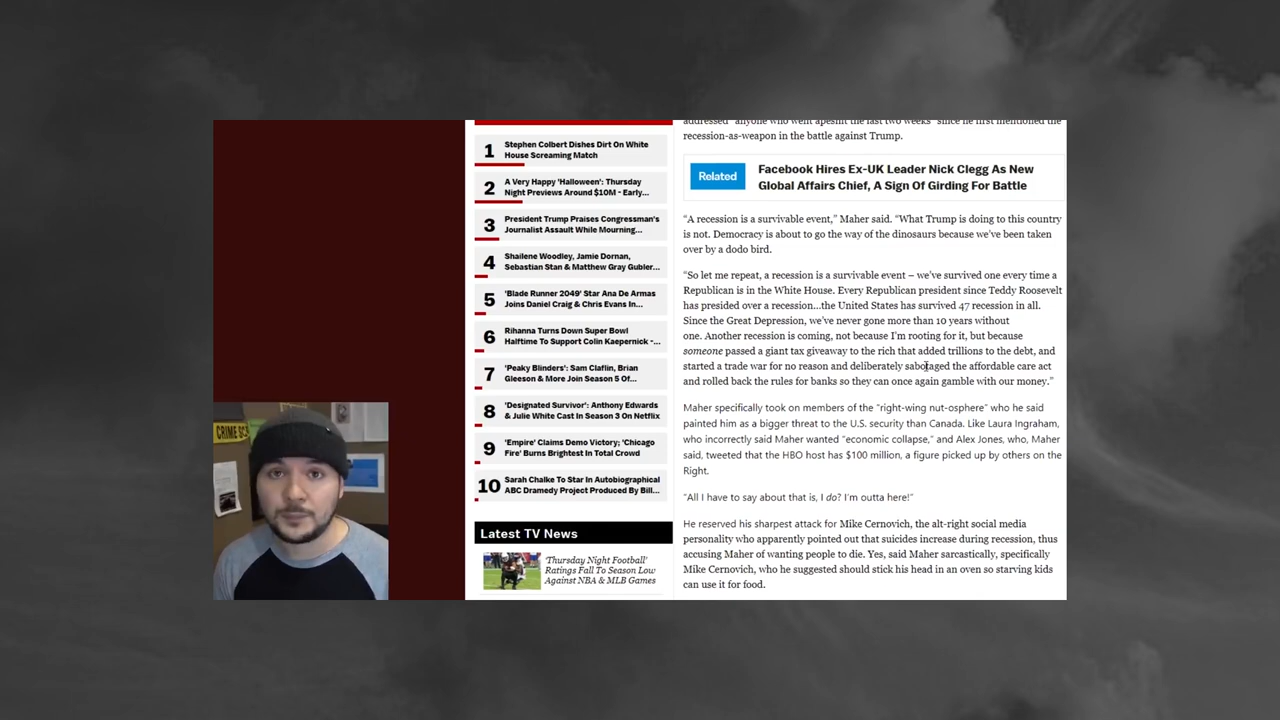 CRIME SC
1
Stephen Colbert Dishes Dirt On White
House Screaming Match
2
A Very Happy 'Halloween': Thursday
Night Previews Around $10M - Early...
3
President Trump Praises Congressman's
Journalist Assault While Mourning...
4
Shailene Woodley, Jamie Dornan,
Sebastian Stan & Matthew Gray Gubler...
5
'Blade Runner 2049' Star Ana De Armas
Joins Daniel Craig & Chris Evans In...
6
Rihanna Turns Down Super Bowl
Halftime To Support Colin Kaepernick -...
7
'Peaky Blinders': Sam Claflin, Brian
Gleeson & More Join Season 5 Of...
8
'Designated Survivor': Anthony Edwards
& Julie White Cast In Season 3 On Netflix
9
'Empire' Claims Demo Victory; 'Chicago
Fire' Burns Brightest In Total Crowd
10
Sarah Chalke To Star In Autobiographical
ABC Dramedy Project Produced By Bill...
Latest TV News
'Thursday Night Football'
Ratings Fall To Season Low
Against NBA & MLB Games
addressed "anyone who went apeshit the last two weeks" since he first mentioned the
recession-as-weapon in the battle against Trump.
Related
Facebook Hires Ex-UK Leader Nick Clegg As New
Global Affairs Chief, A Sign Of Girding For Battle
“A recession is a survivable event,” Maher said. “What Trump is doing to this country
is not. Democracy is about to go the way of the dinosaurs because we’ve been taken
over by a dodo bird.
“So let me repeat, a recession is a survivable event – we’ve survived one every time a
Republican is in the White House. Every Republican president since Teddy Roosevelt
has presided over a recession…the United States has survived 47 recession in all.
Since the Great Depression, we’ve never gone more than 10 years without
one. Another recession is coming, not because I’m rooting for it, but because
someone passed a giant tax giveaway to the rich that added trillions to the debt, and
started a trade war for no reason and deliberately sabotaged the affordable care act
and rolled back the rules for banks so they can once again gamble with our money.”
Maher specifically took on members of the “right-wing nut-osphere” who he said
painted him as a bigger threat to the U.S. security than Canada. Like Laura Ingraham,
who incorrectly said Maher wanted “economic collapse,” and Alex Jones, who, Maher
said, tweeted that the HBO host has $100 million, a figure picked up by others on the
Right.
“All I have to say about that is, I do? I’m outta here!”
He reserved his sharpest attack for Mike Cernovich, the alt-right social media
personality who apparently pointed out that suicides increase during recession, thus
accusing Maher of wanting people to die. Yes, said Maher sarcastically, specifically
Mike Cernovich, who he suggested should stick his head in an oven so starving kids
can use it for food.